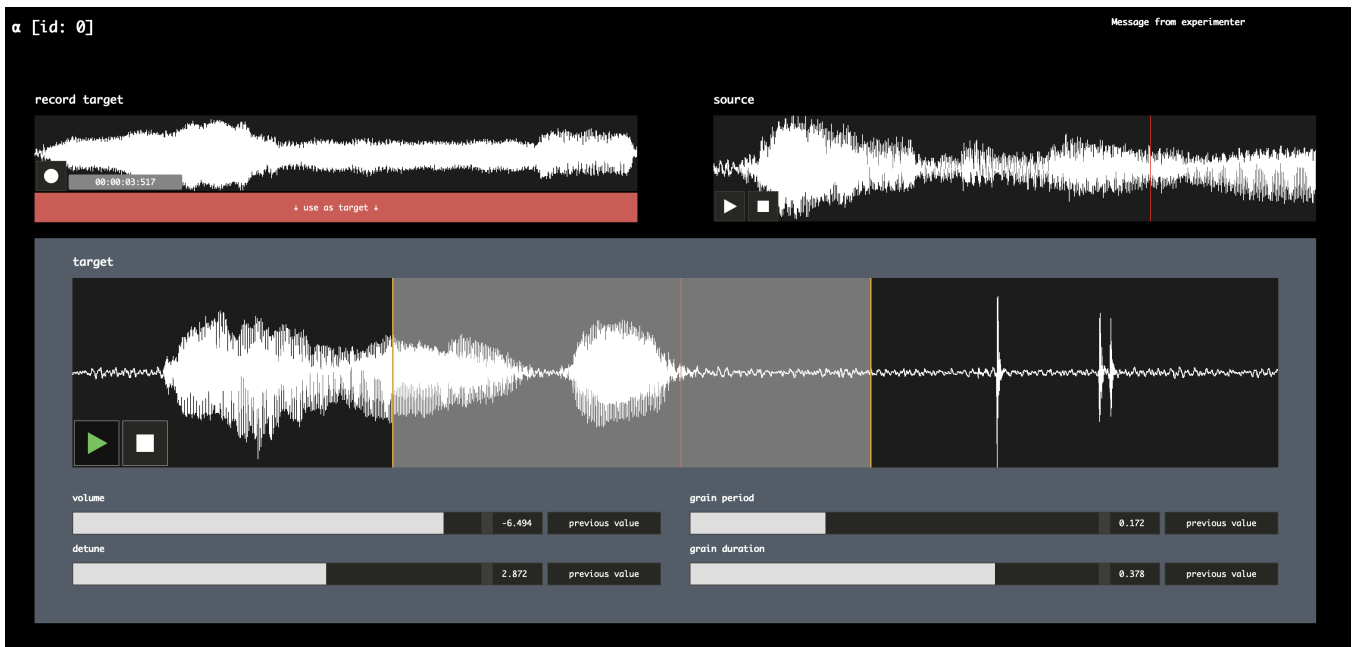 α [id: 0]
Message from experimenter
record target
source
00:00:03:517
↓ use as target ↓
target
volume
grain period
-6.494
previous value
0.172
previous value
detune
grain duration
2.872
previous value
0.378
previous value